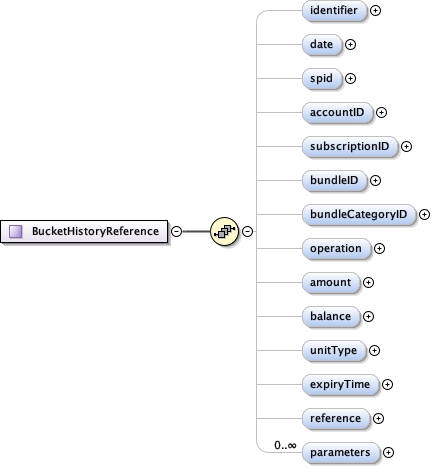 identifier
date
spid
accountID
subscriptionID
bundleID
bundleCategoryID
BucketHistoryReference
operation
amount
balance
unitType
expiryTime
reference
0..∞
parameters